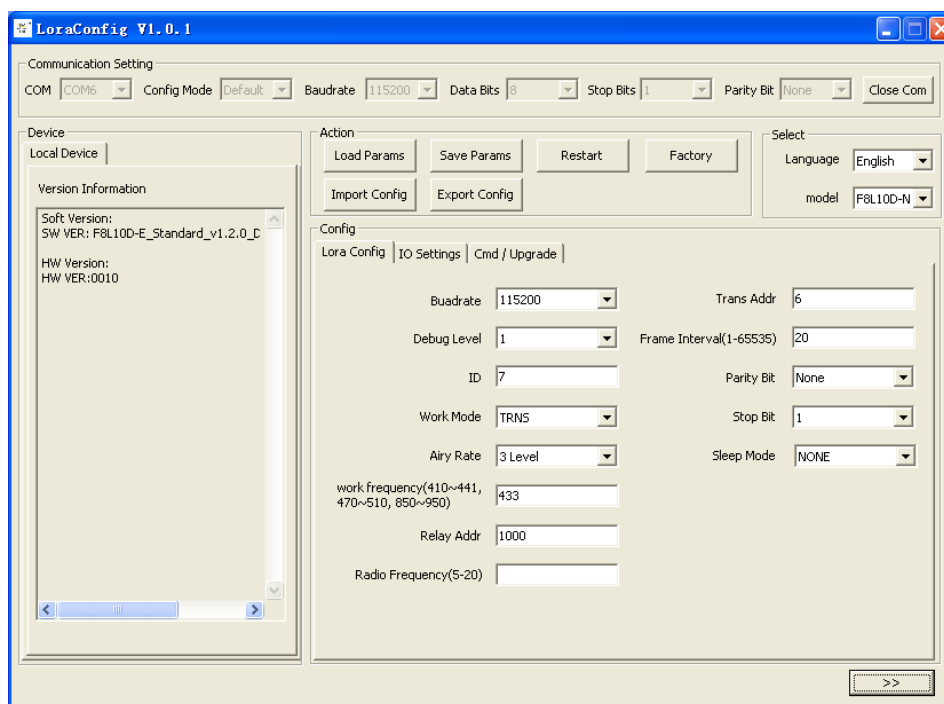 LoraConfig V1.0.1
Communication Setting
COM COM6 Config Mode Default Baudrate 115200 Data Bits 8 Stop Bits 1 Parity Bit None Close Com
Device
Local Device
Version Information
Soft Version:
SW VER: F8L10D-E_Standard_v1.2.0_D
HW Version:
HW VER:0010
Action
Load Params Save Params Restart Factory
Import Config Export Config
Select
Language English
model F8L10D-N
Config
Lora Config IO Settings Cmd / Upgrade
Buadrate 115200
Debug Level 1
ID 7
Work Mode TRNS
Airy Rate 3 Level
work frequency(410~441,
470~510, 850~950) 433
Relay Addr 1000
Radio Frequency(5-20)
Trans Addr 6
Frame Interval(1-65535) 20
Parity Bit None
Stop Bit 1
Sleep Mode NONE
>>